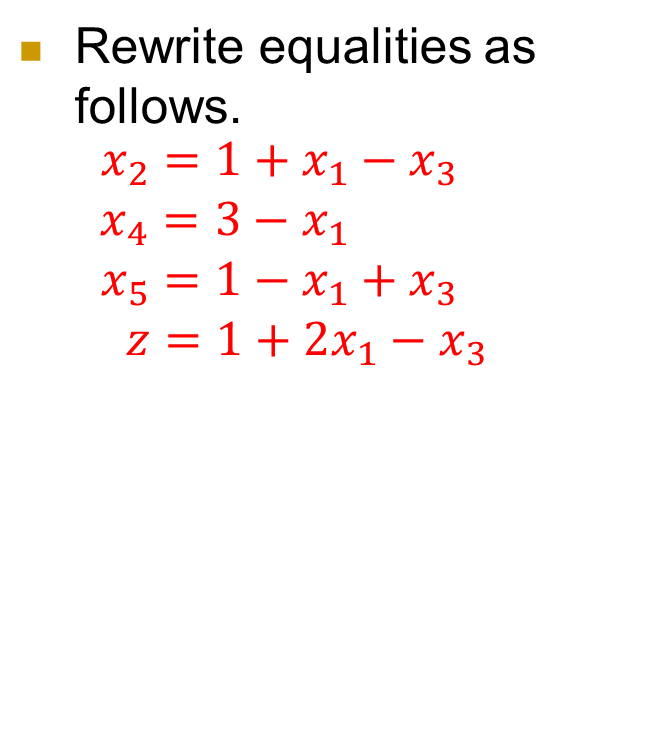 Rewrite equalities as
follows.
x₂ = 1 + x₁ − x₃
x₄ = 3 − x₁
x₅ = 1 − x₁ + x₃
z = 1 + 2x₁ − x₃